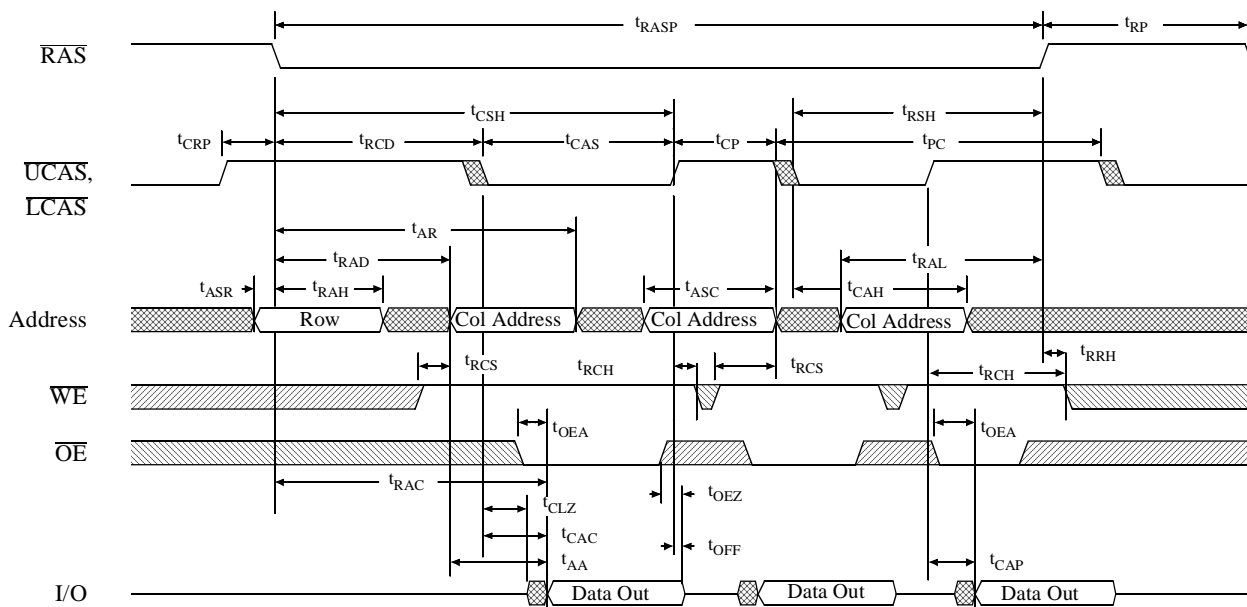 tRASP tRP
RAS
tCSH tRSH
tCRP tRCD tCAS tCP tPC
UCAS,
LCAS
tAR
tRAD tRAL
tASR tRAH tASC tCAH
Address Row Col Address Col Address Col Address
tRCS tRCH tRCS tRCH tRRH
WE
tOEA tOEA
OE
tRAC tCLZ tOEZ
tCAC tOFF
tAA tCAP
I/O Data Out Data Out Data Out